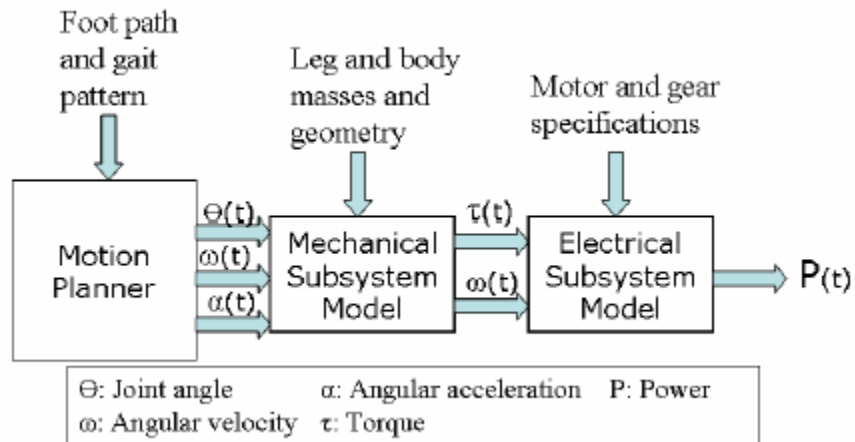 Foot path
and gait
pattern
Leg and body
masses and
geometry
Motor and gear
specifications
Motion
Planner
Θ(t)
ω(t)
α(t)
Mechanical
Subsystem
Model
τ(t)
ω(t)
Electrical
Subsystem
Model
P(t)
Θ: Joint angle α: Angular acceleration P: Power
ω: Angular velocity τ: Torque